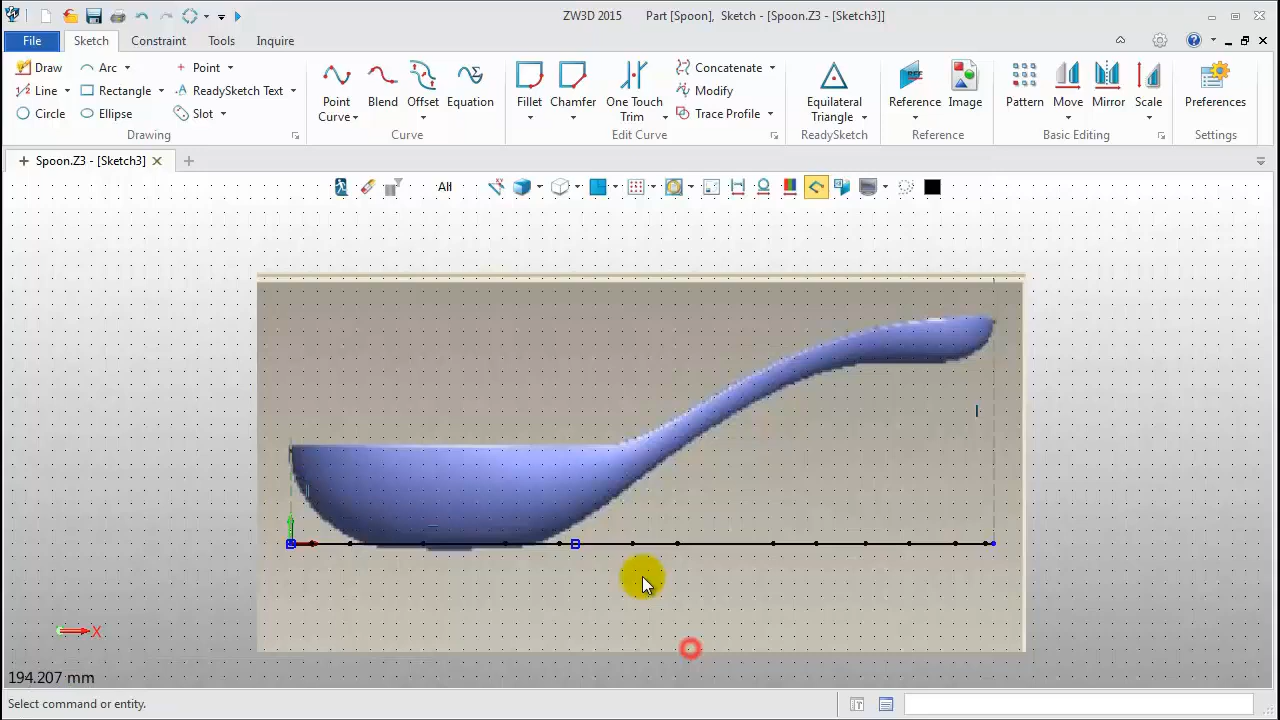 ZW3D 2015 Part [Spoon], Sketch - [Spoon.Z3 - [Sketch3]]
File Sketch Constraint Tools Inquire
Draw Arc Point
Line Rectangle ReadySketch Text
Circle Ellipse Slot
Drawing
Point Curve Blend Offset Equation
Curve
Fillet Chamfer One Touch Trim
Concatenate
Modify
Trace Profile
Edit Curve
Equilateral Triangle
ReadySketch
REF
Reference Image
Reference
Pattern Move Mirror Scale
Basic Editing
Preferences
Settings
Spoon.Z3 - [Sketch3]
All
X
194.207 mm
Select command or entity.